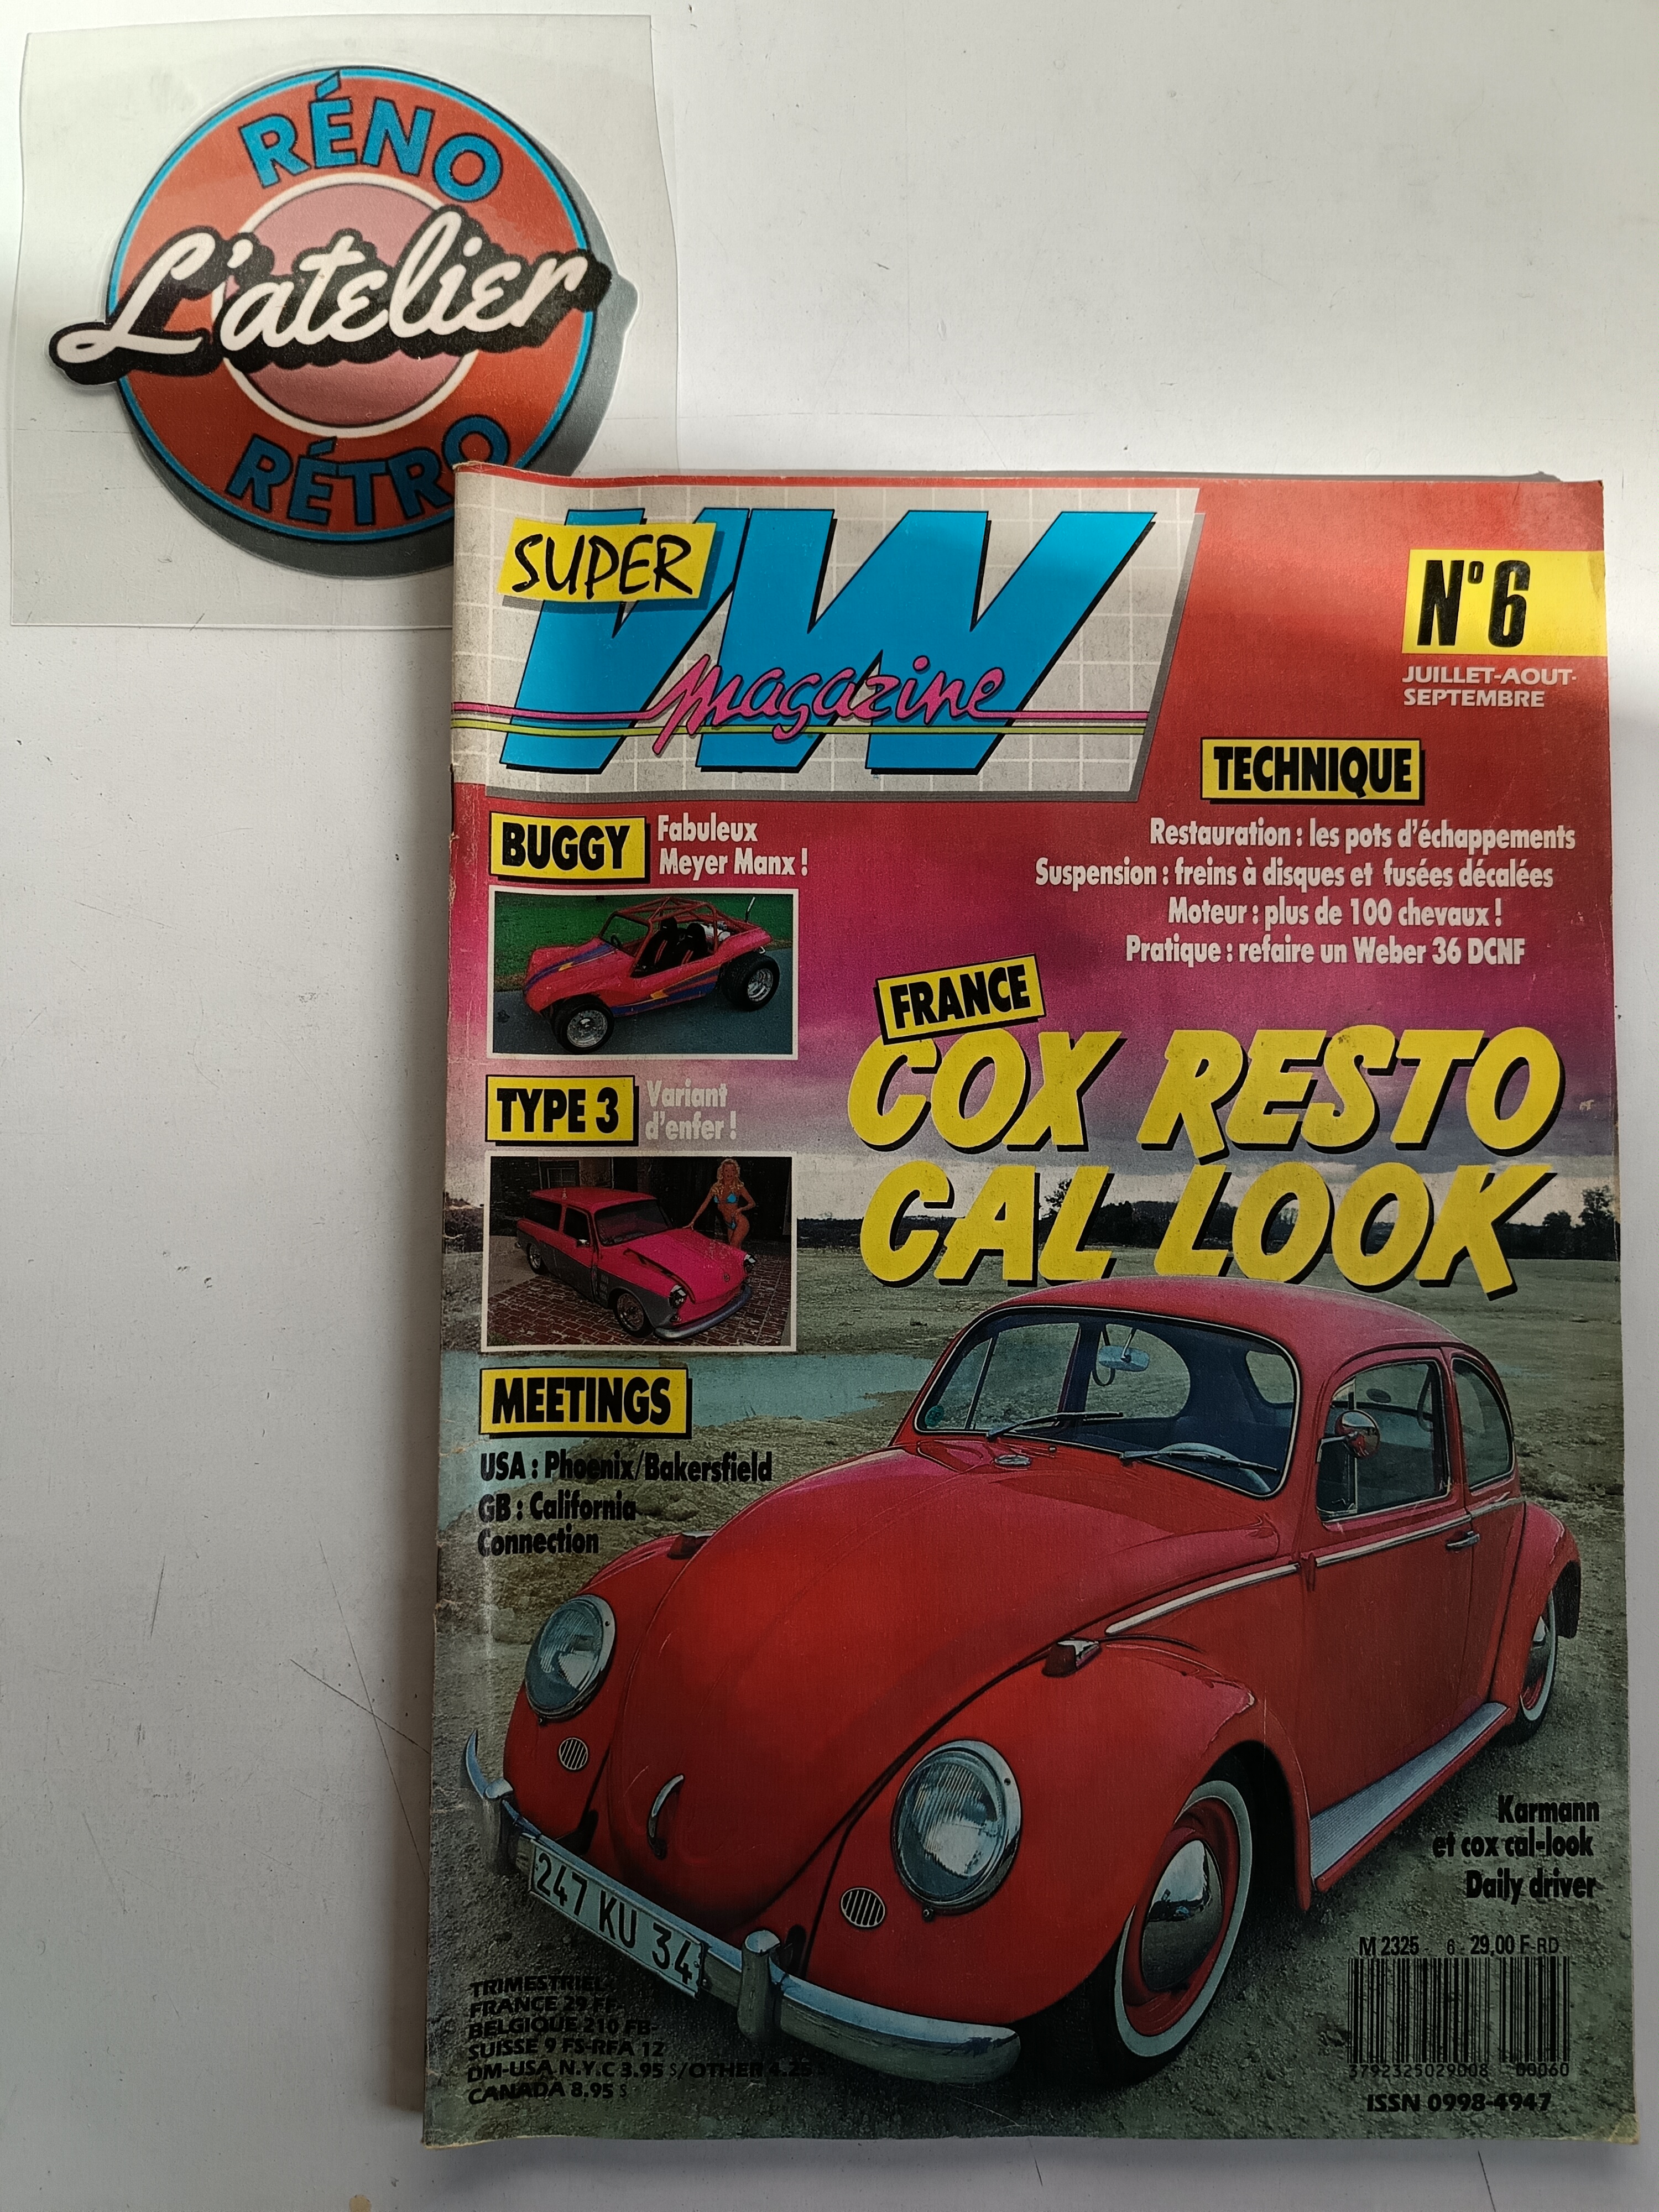 RÉNO
L'atelier
RÉTRO
SUPER
VW
magazine
N°6
JUILLET-AOUT-
SEPTEMBRE
TECHNIQUE
Restauration : les pots d'échappements
Suspension : freins à disques et fusées décalées
Moteur : plus de 100 chevaux !
Pratique : refaire un Weber 36 DCNF
BUGGY
Fabuleux
Meyer Manx !
FRANCE
COX RESTO
CAL LOOK
TYPE 3
Variant
d'enfer !
MEETINGS
USA : Phoenix/Bakersfield
GB : California
Connection
247 KU 34
Karmann
et cox cal-look
Daily driver
TRIMESTRIEL-
FRANCE 29 FF-
BELGIQUE 210 FB-
SUISSE 9 FS-RFA 12
DM-USA N.Y.C 3.95 $/OTHER 4.25 $
CANADA 8.95 $
M 2325 - 6 - 29,00 F-RD
3792325029008 00060
ISSN 0998-4947